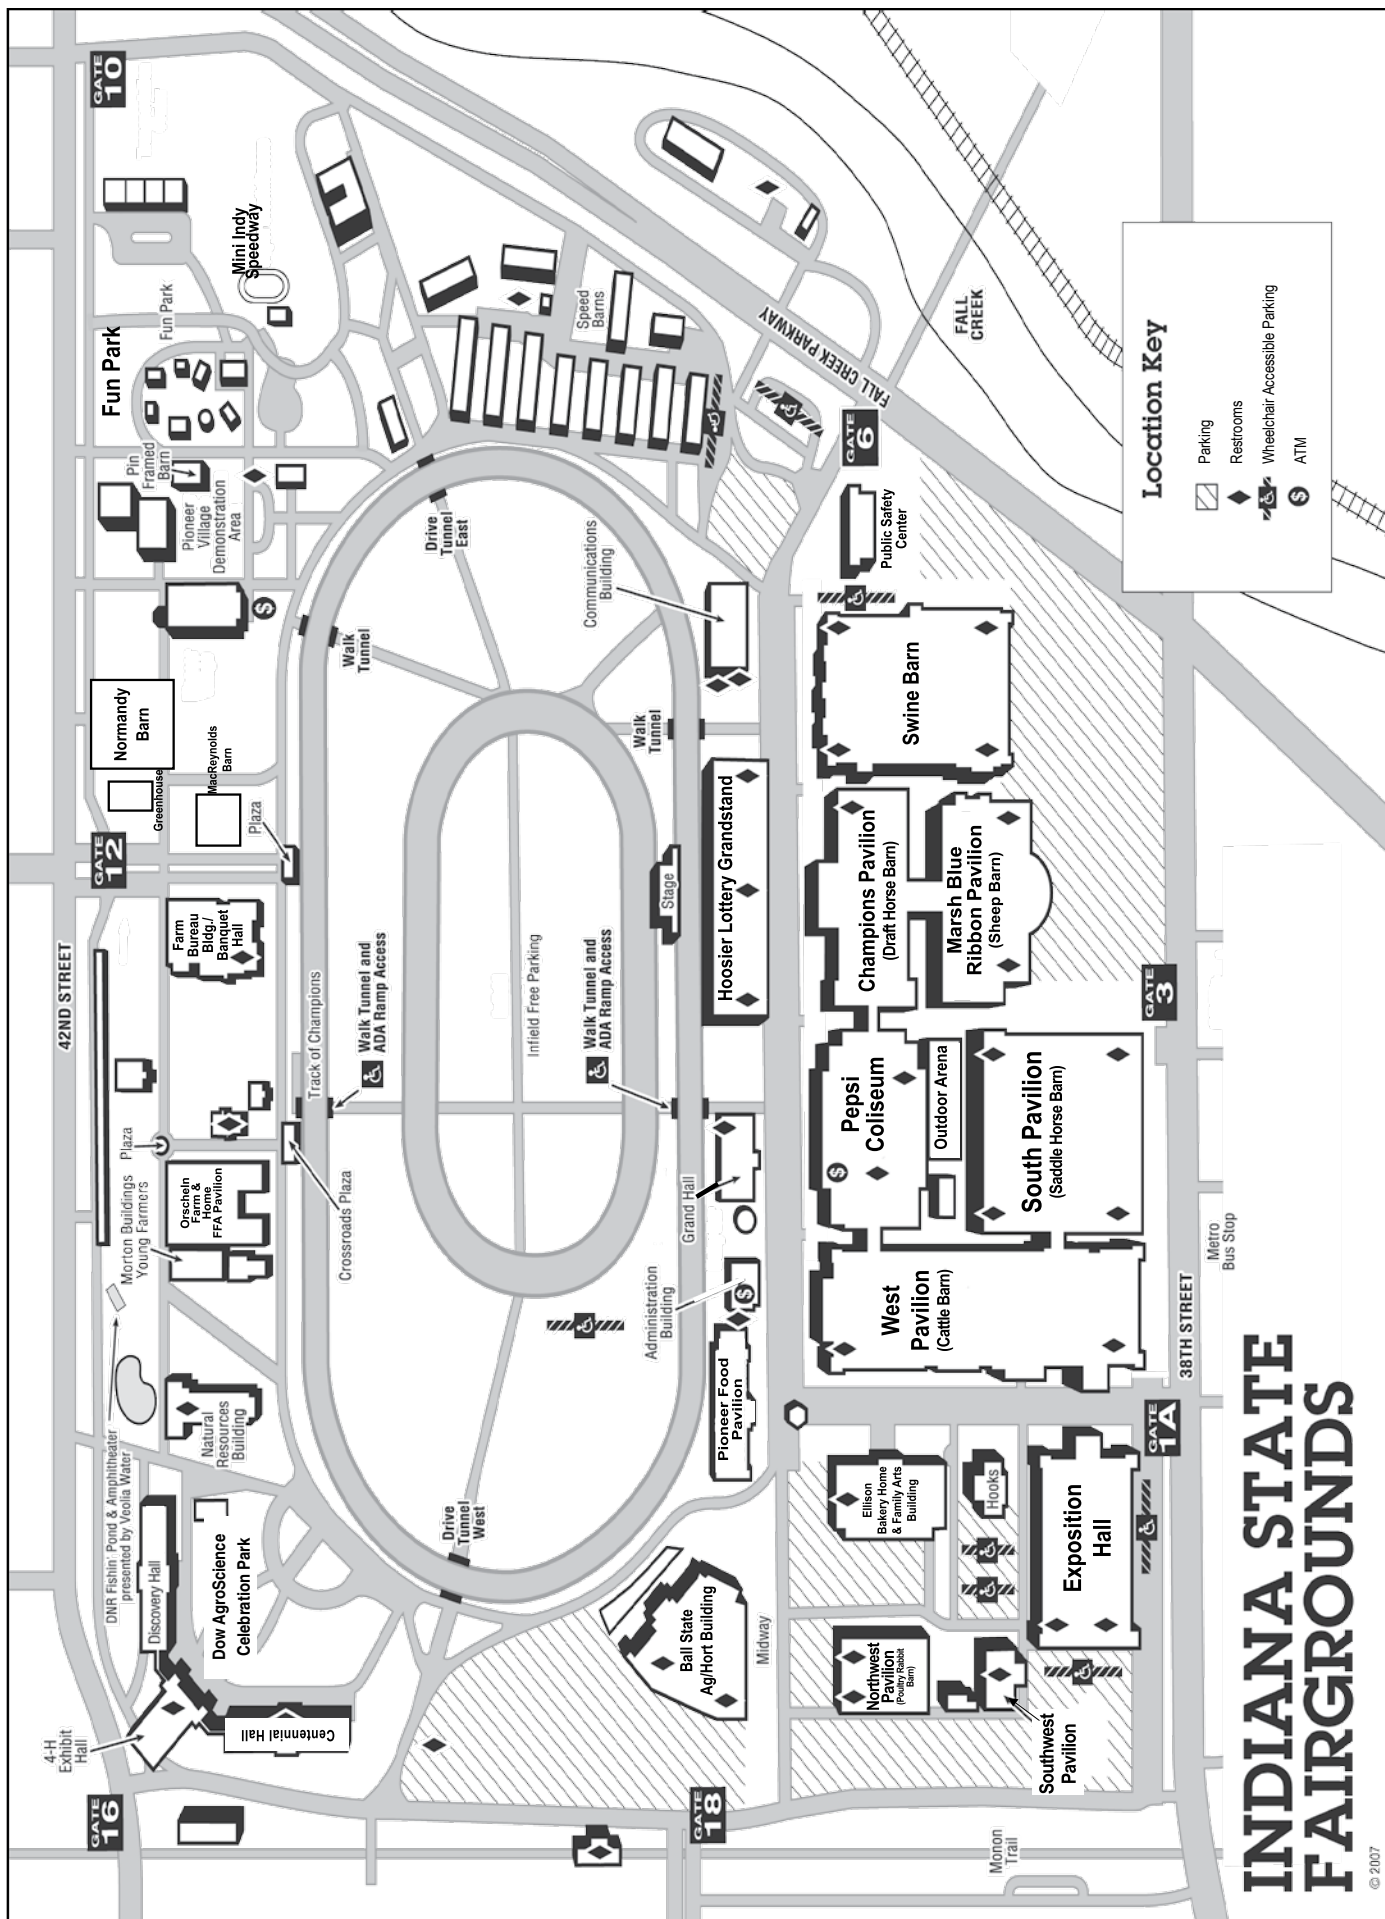 GATE
10
GATE
12
GATE
16
GATE
18
GATE
6
GATE
3
GATE
1A
42ND STREET
4-H
Exhibit
Hall
DNR Fishin' Pond & Amphitheater
presented by Veolia Water
Discovery Hall
Dow AgroScience
Celebration Park
Centennial Hall
Natural
Resources
Building
Morton Buildings
Young Farmers
Plaza
Orscheln
Farm &
Home
FFA Pavilion
Crossroads Plaza
Farm
Bureau
Bldg./
Banquet
Hall
Plaza
Greenhouse
MacReynolds
Barn
Normandy
Barn
$
Pioneer
Village
Demonstration
Area
Pin
Framed
Barn
Fun Park
Fun Park
Mini Indy
Speedway
Track of Champions
Walk Tunnel and
ADA Ramp Access
Walk
Tunnel
Drive
Tunnel
East
Drive
Tunnel
West
Infield Free Parking
Walk Tunnel and
ADA Ramp Access
Walk
Tunnel
Stage
Speed
Barns
Communications
Building
Hoosier Lottery Grandstand
Grand Hall
Administration
Building
$
Pioneer Food
Pavilion
Ball State
Ag/Hort Building
Midway
FALL CREEK PARKWAY
FALL
CREEK
Public Safety
Center
Swine Barn
Champions Pavilion
(Draft Horse Barn)
Marsh Blue
Ribbon Pavilion
(Sheep Barn)
Pepsi
Coliseum
$
Outdoor Arena
South Pavilion
(Saddle Horse Barn)
West
Pavilion
(Cattle Barn)
Ellison
Bakery Home
& Family Arts
Building
Hooks
Exposition
Hall
Northwest
Pavilion
(Poultry Rabbit
Barn)
Southwest
Pavilion
Monon
Trail
38TH STREET
Metro
Bus Stop
Location Key
Parking
Restrooms
Wheelchair Accessible Parking
$ ATM
INDIANA STATE
FAIRGROUNDS
© 2007